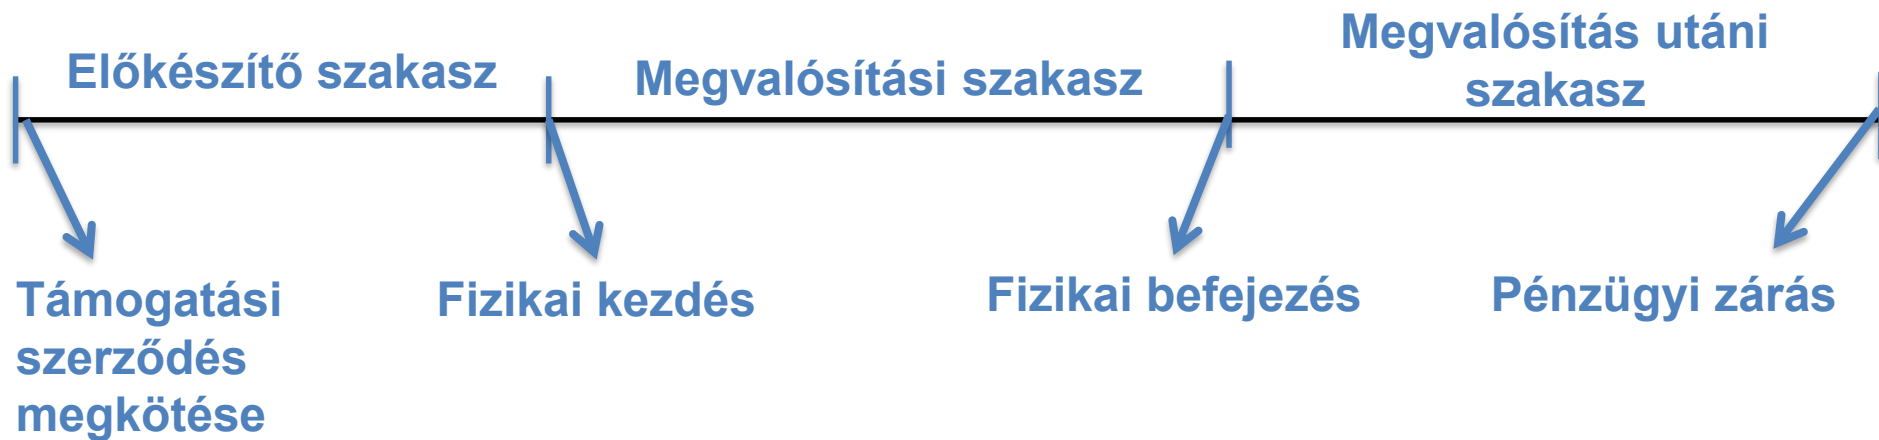 Előkészítő szakasz
Megvalósítási szakasz
Megvalósítás utáni
szakasz
Támogatási
szerződés
megkötése
Fizikai kezdés
Fizikai befejezés
Pénzügyi zárás